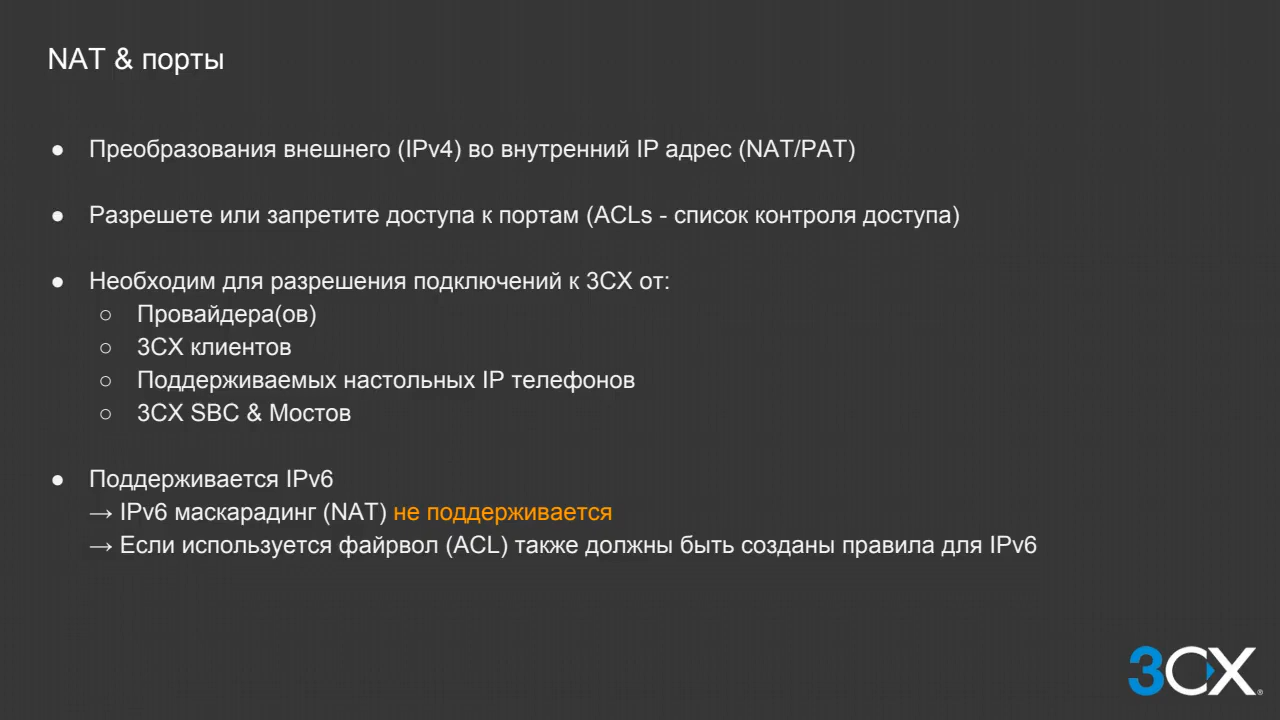 NAT & порты
● Преобразования внешнего (IPv4) во внутренний IP адрес (NAT/PAT)
● Разрешете или запретите доступа к портам (ACLs - список контроля доступа)
● Необходим для разрешения подключений к 3CX от:
○ Провайдера(ов)
○ 3CX клиентов
○ Поддерживаемых настольных IP телефонов
○ 3CX SBC & Мостов
● Поддерживается IPv6
→ IPv6 маскарадинг (NAT) не поддерживается
→ Если используется файрвол (ACL) также должны быть созданы правила для IPv6
3CX®